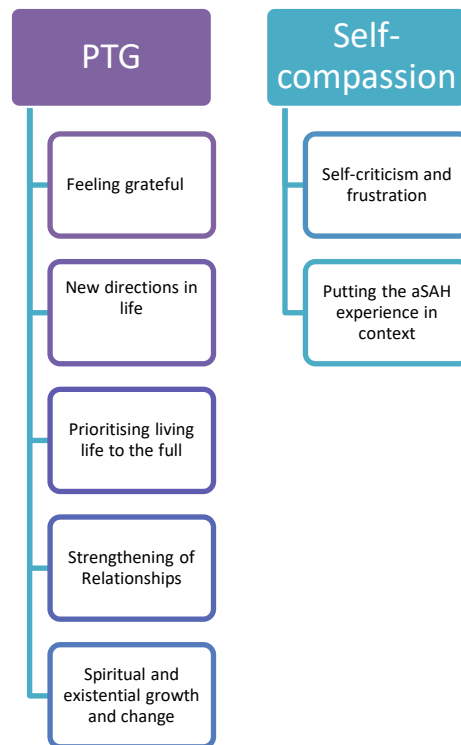 PTG
Feeling grateful
New directions in
life
Prioritising living
life to the full
Strengthening of
Relationships
Spiritual and
existential growth
and change
Self-
compassion
Self-criticism and
frustration
Putting the aSAH
experience in
context